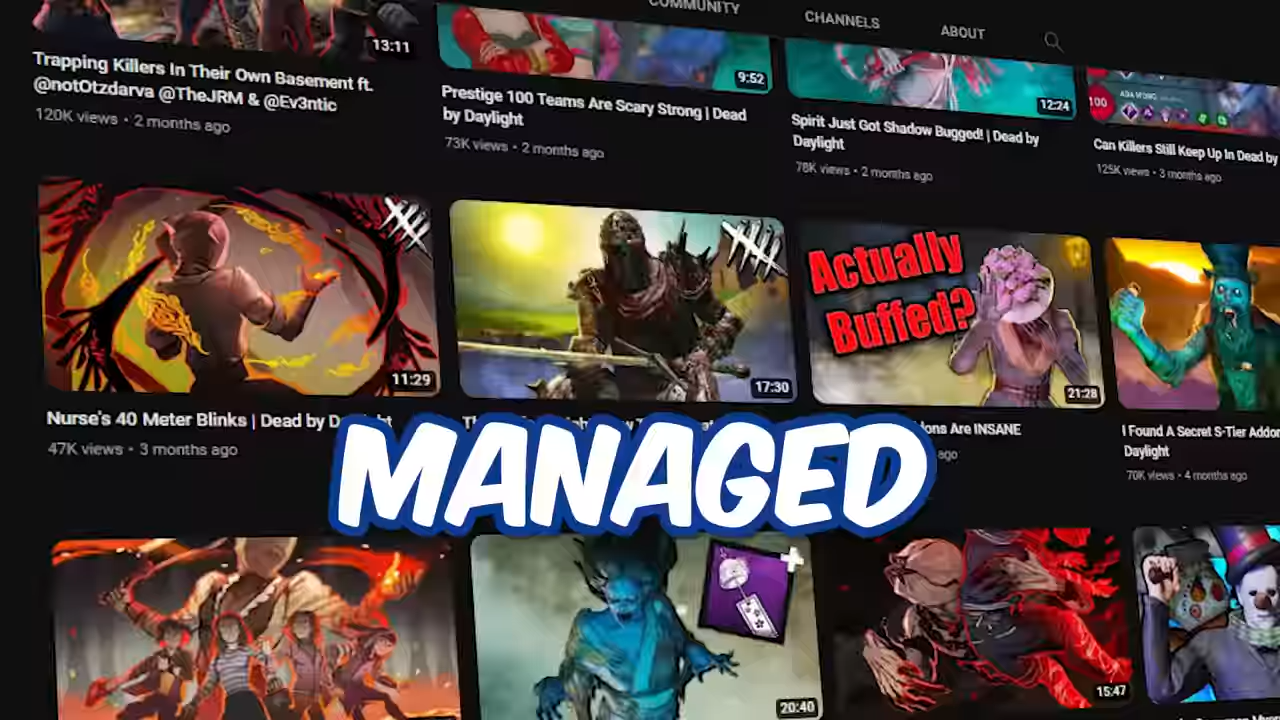 COMMUNITY
CHANNELS
ABOUT
13:11
9:52
12:24
100
ADA WONG
Trapping Killers In Their Own Basement ft.
@notOtzdarva @TheJRM & @Ev3ntic
120K views • 2 months ago
Prestige 100 Teams Are Scary Strong | Dead
by Daylight
73K views • 2 months ago
Spirit Just Got Shadow Bugged! | Dead by
Daylight
78K views • 2 months ago
Can Killers Still Keep Up In Dead by
125K views • 3 months ago
11:29
17:30
Actually
Buffed?
21:28
Nurse's 40 Meter Blinks | Dead by
47K views • 3 months ago
Are INSANE
ago
I Found A Secret S-Tier
Daylight
70K views • 4 months ago
MANAGED
20:40
15:47